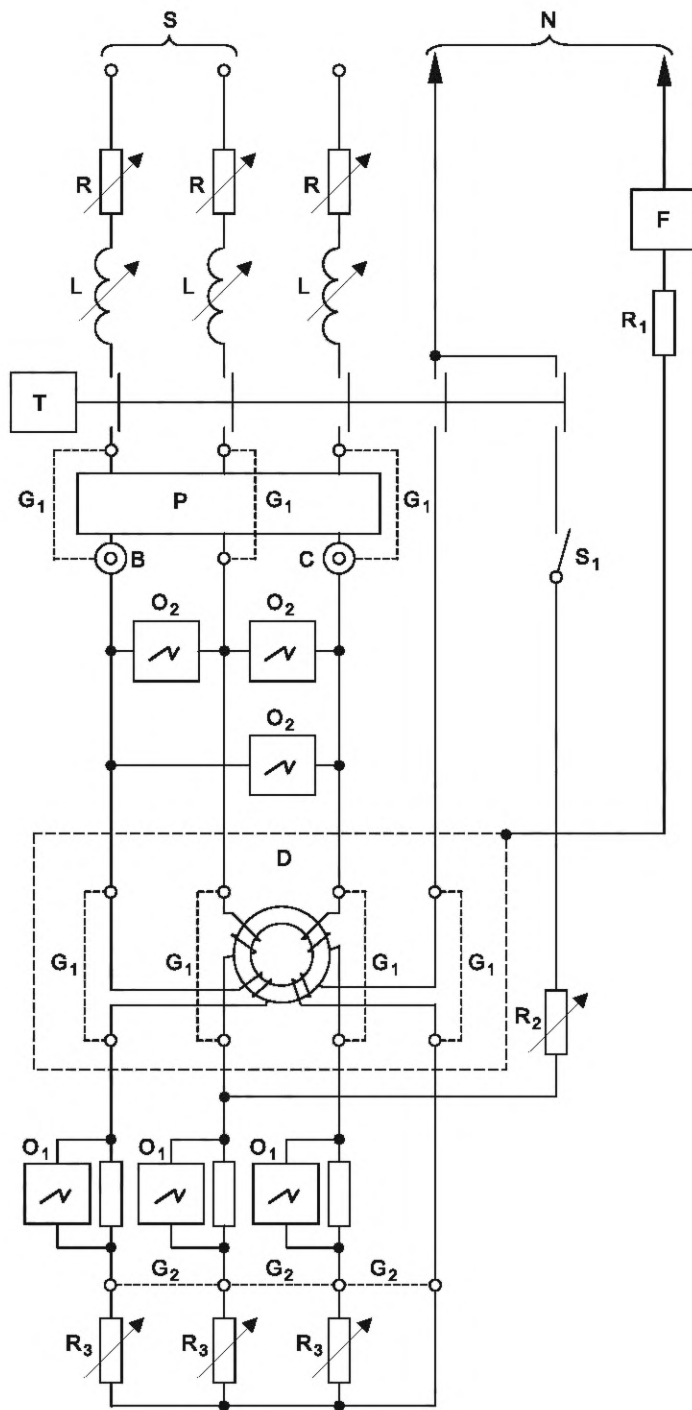 S N
R R R F
L L L R₁
T
G₁ P G₁ G₁
B C S₁
O₂ O₂
O₂
D
G₁ G₁ G₁ G₁
R₂
O₁ O₁ O₁
G₂ G₂ G₂
R₃ R₃ R₃